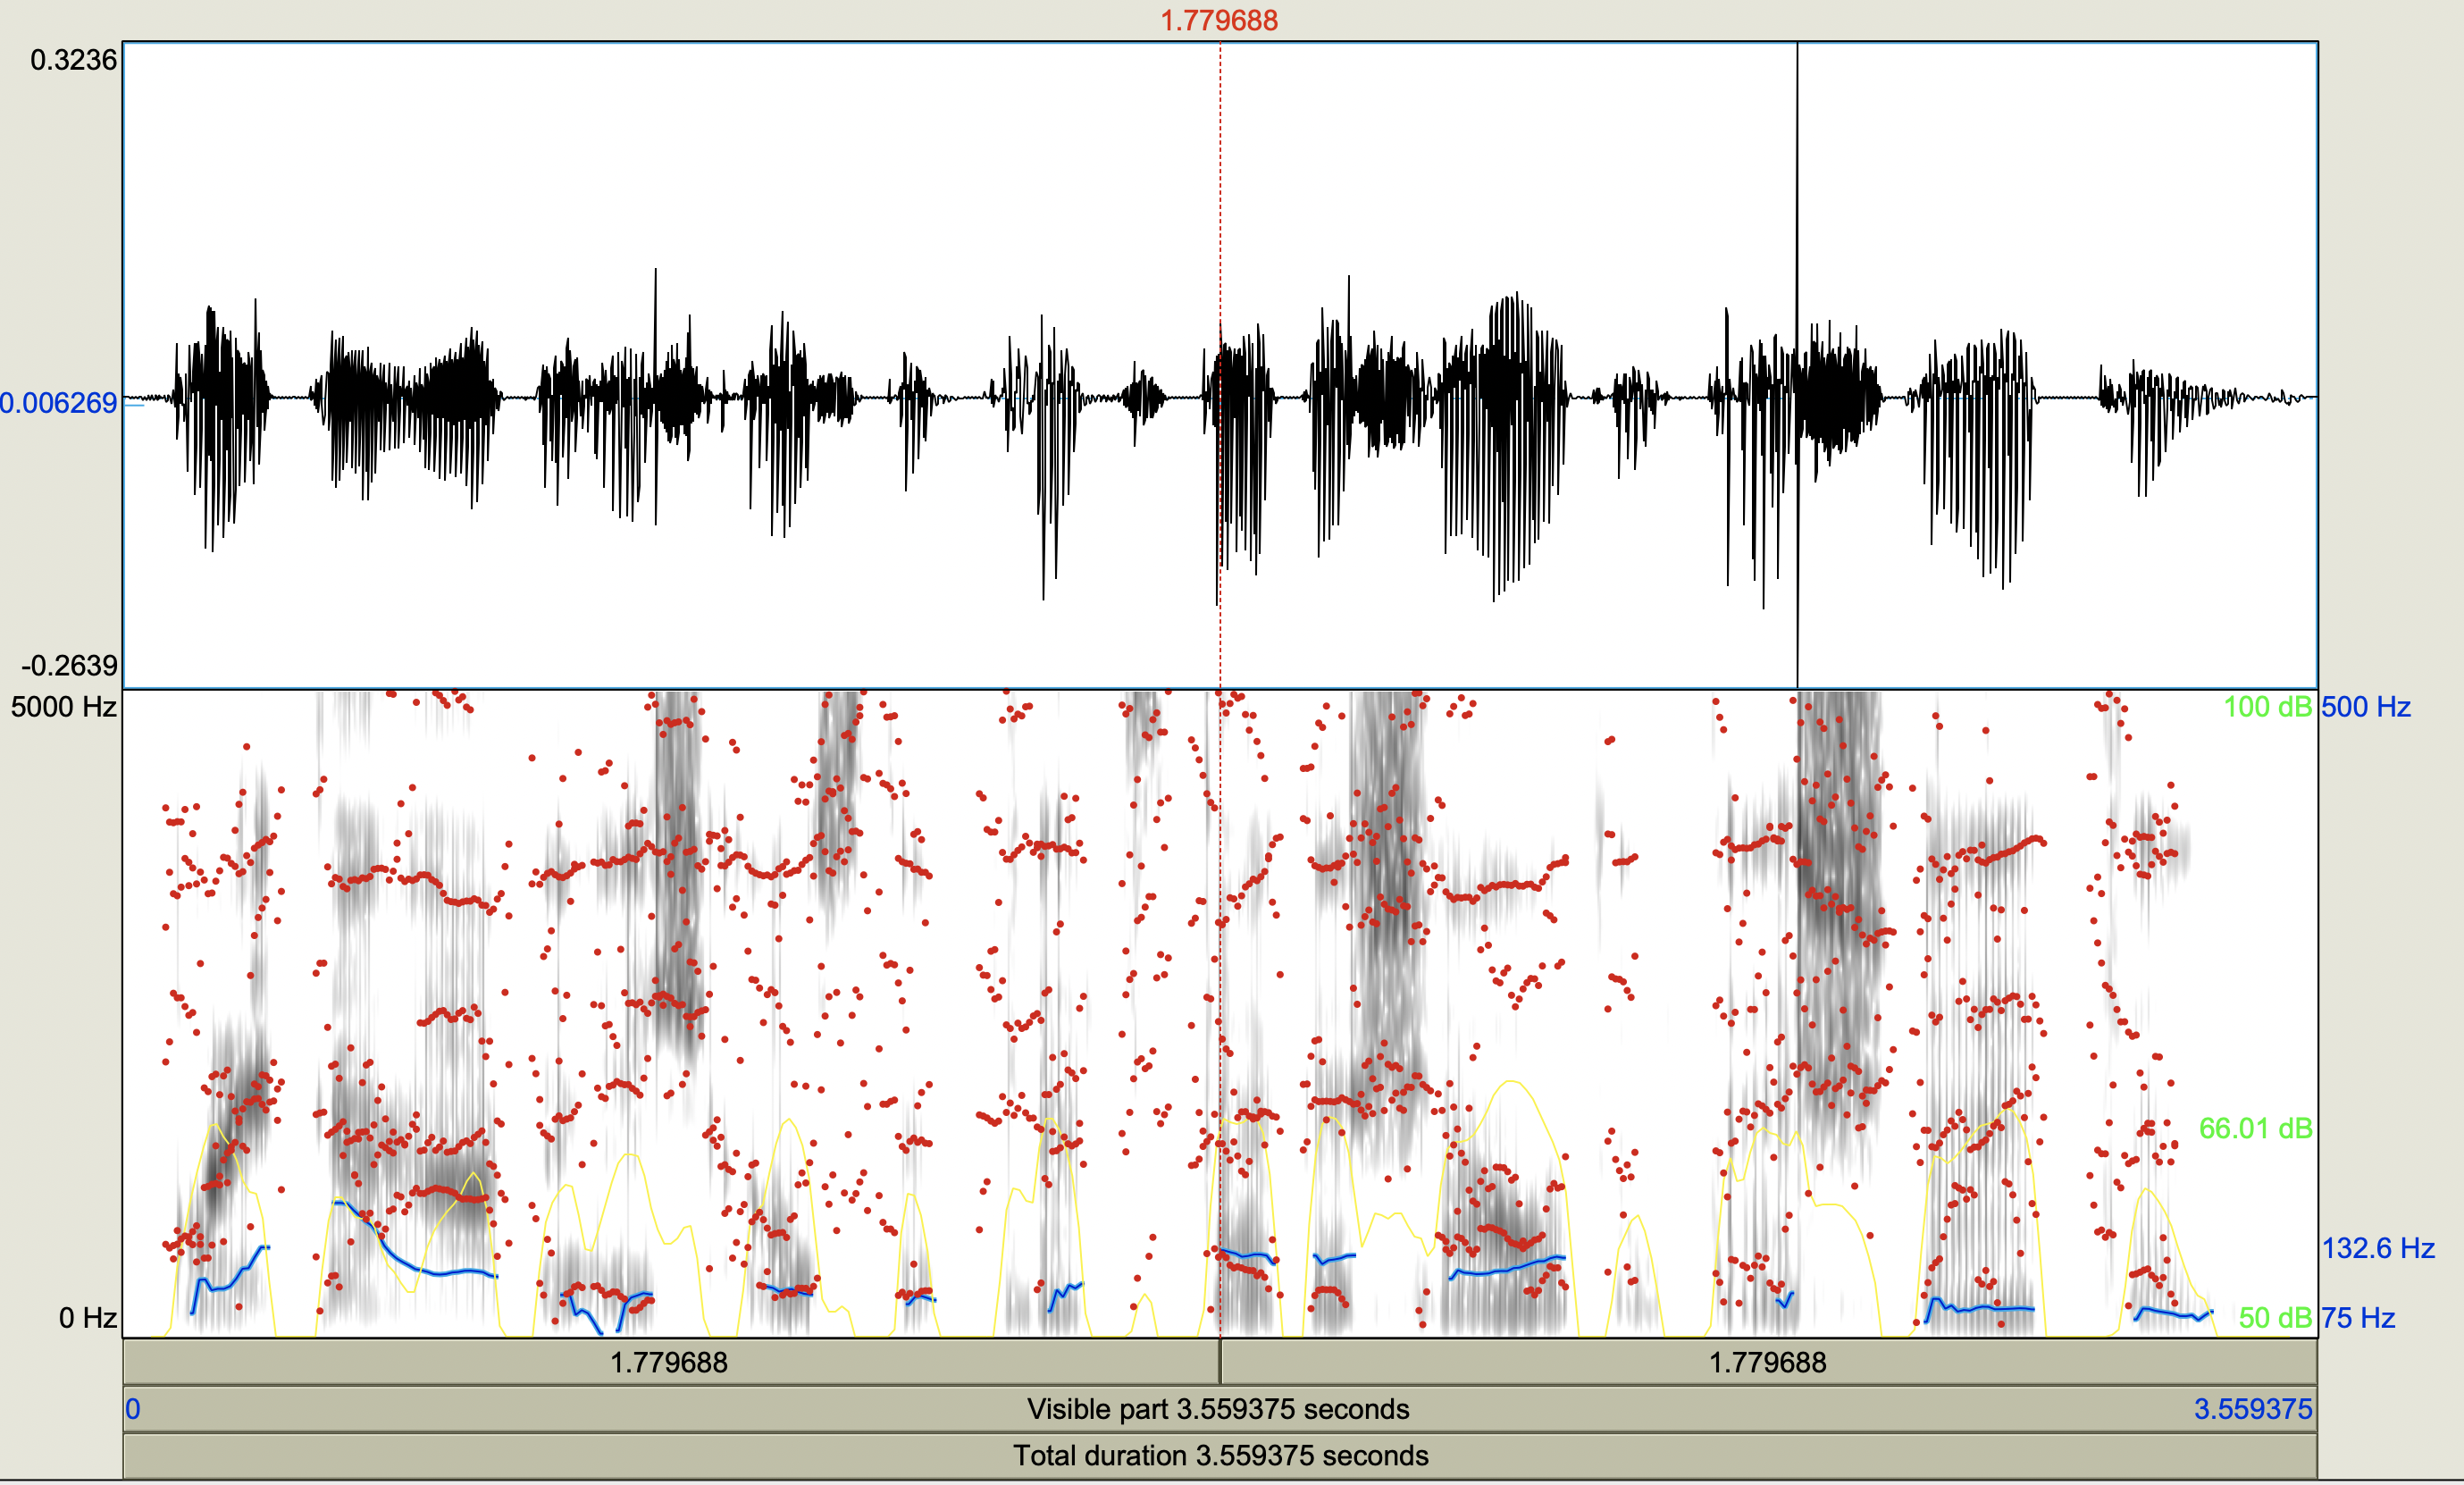 1.779688
0.3236
0.006269
-0.2639
5000 Hz
100 dB
500 Hz
66.01 dB
132.6 Hz
0 Hz
50 dB
75 Hz
1.779688
1.779688
0
Visible part 3.559375 seconds
3.559375
Total duration 3.559375 seconds